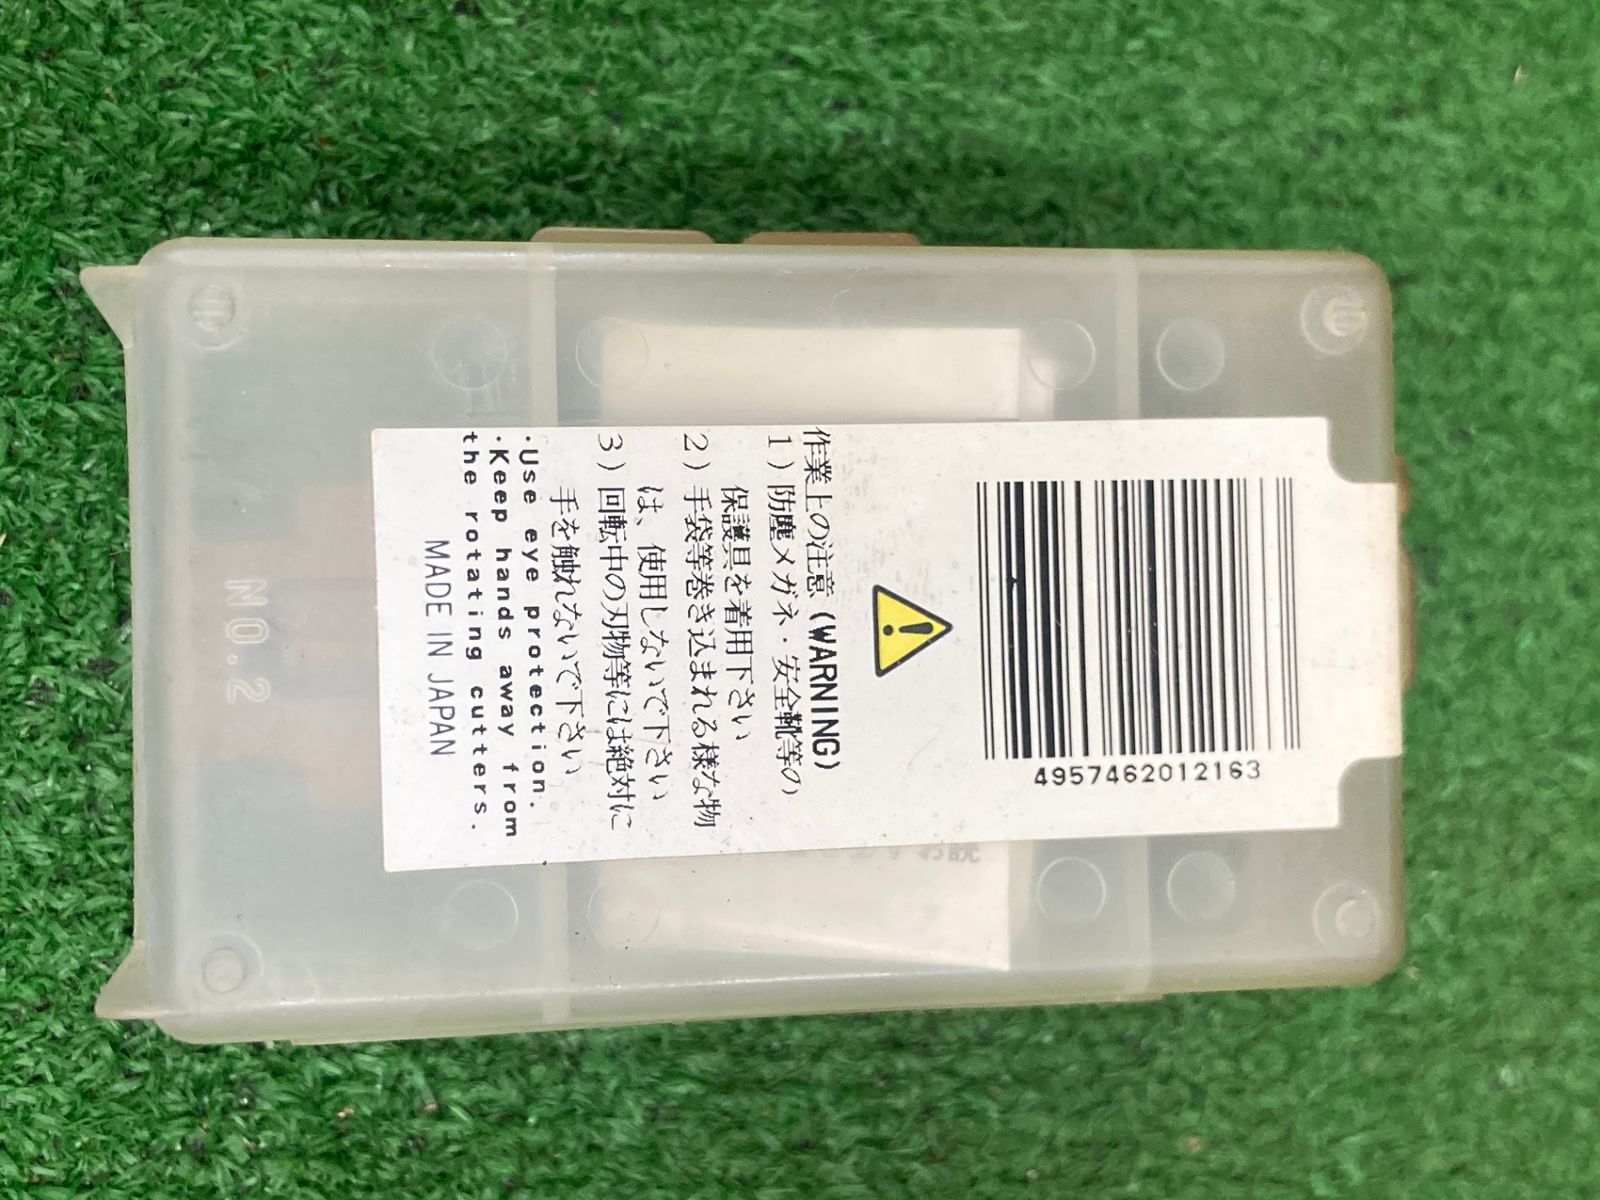 4957462012163
作業上の注意 (WARNING)
1) 防塵メガネ・安全靴等の
保護具を着用下さい
2) 手袋等巻き込まれる様な物
は、使用しないで下さい
3) 回転中の刃物等には絶対に
手を触れないで下さい
·Use eye protection.
·Keep hands away from
the rotating cutters.
MADE IN JAPAN
NO.2